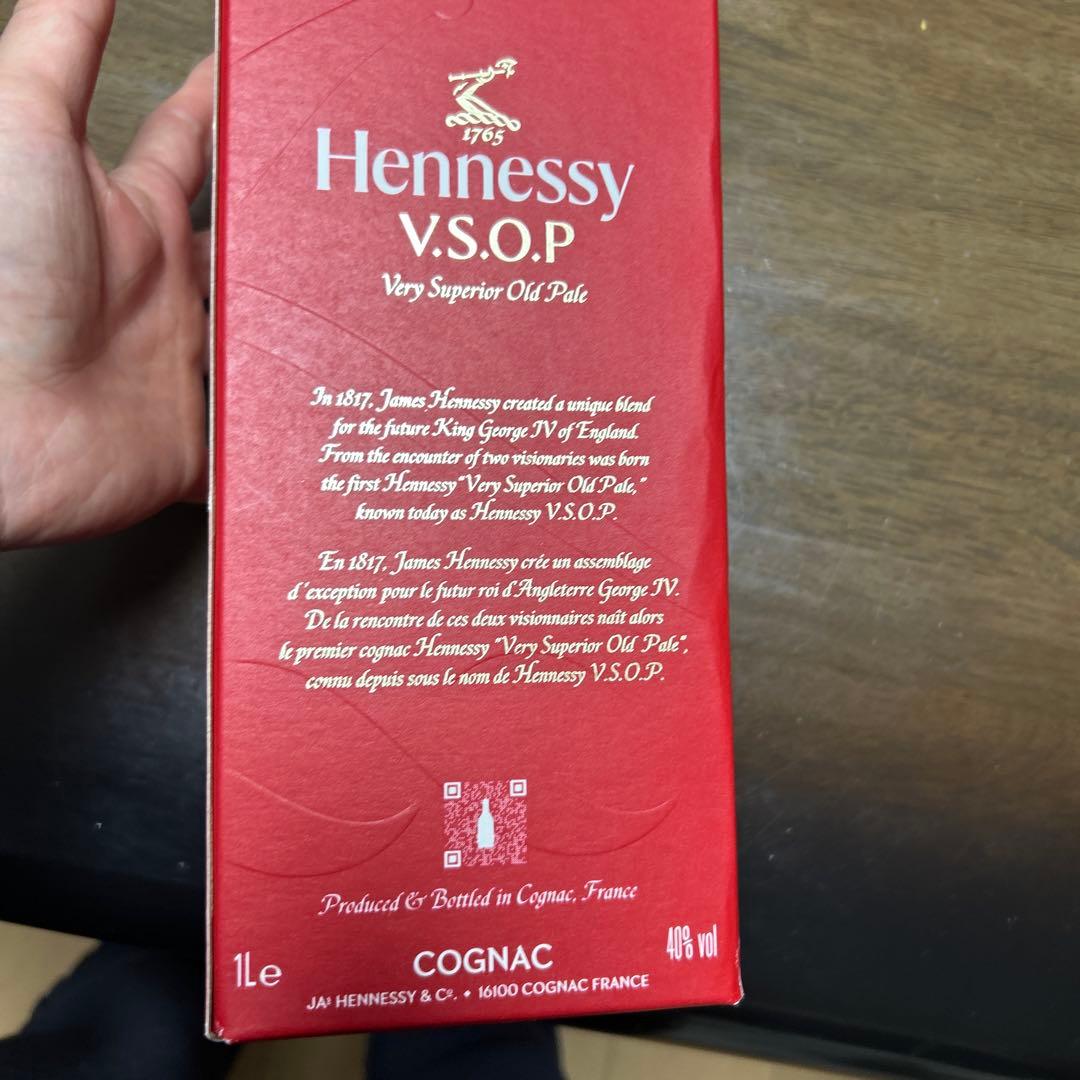 1765
Hennessy
V.S.O.P
Very Superior Old Pale
In 1817, James Hennessy created a unique blend
for the future King George IV of England.
From the encounter of two visionaries was born
the first Hennessy "Very Superior Old Pale,"
known today as Hennessy V.S.O.P.
En 1817, James Hennessy crée un assemblage
d'exception pour le futur roi d'Angleterre George IV.
De la rencontre de ces deux visionnaires naît alors
le premier cognac Hennessy "Very Superior Old Pale",
connu depuis sous le nom de Hennessy V.S.O.P.
Produced & Bottled in Cognac, France
1L e
COGNAC
40% vol
JAS HENNESSY & Cº. • 16100 COGNAC FRANCE